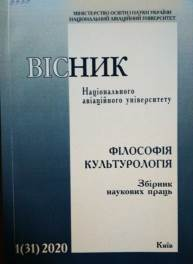 МІНІСТЕРСТВО ОСВІТИ І НАУКИ УКРАЇНИ
НАЦІОНАЛЬНИЙ АВІАЦІЙНИЙ УНІВЕРСИТЕТ
ВІСНИК
Національного
авіаційного університету
ФІЛОСОФІЯ
КУЛЬТУРОЛОГІЯ
Збірник
наукових праць
1(31) 2020
Київ